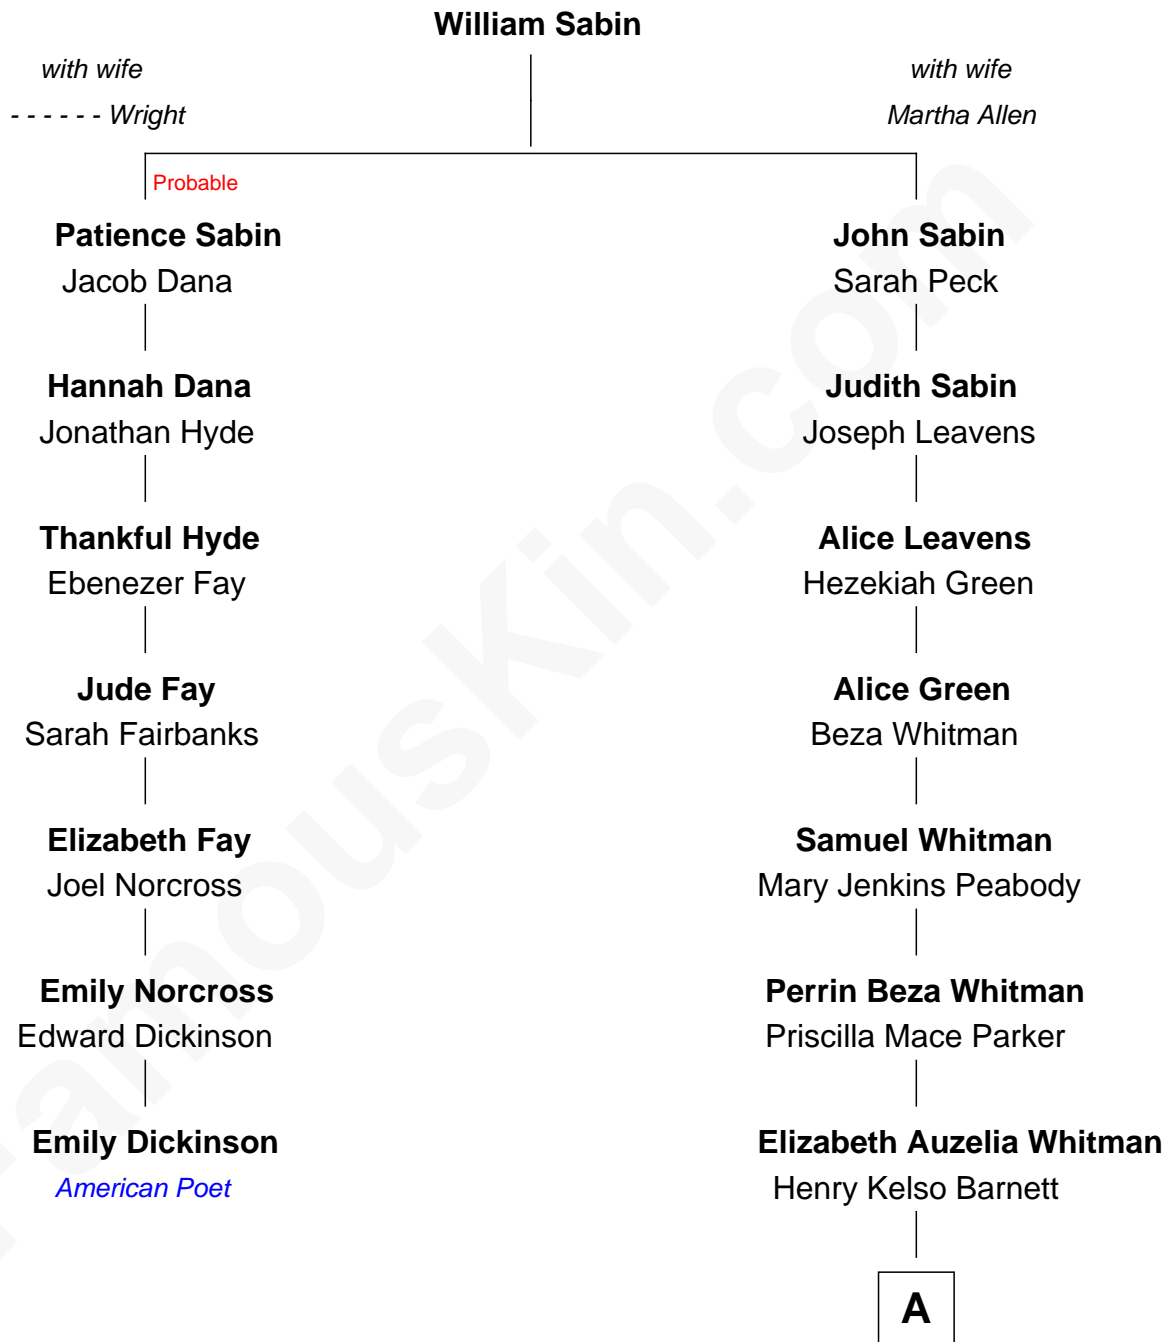 William Sabin
with wife
- - - - - - Wright
with wife
Martha Allen
Probable
Patience Sabin
Jacob Dana
John Sabin
Sarah Peck
Hannah Dana
Jonathan Hyde
Judith Sabin
Joseph Leavens
Thankful Hyde
Ebenezer Fay
Alice Leavens
Hezekiah Green
Jude Fay
Sarah Fairbanks
Alice Green
Beza Whitman
Elizabeth Fay
Joel Norcross
Samuel Whitman
Mary Jenkins Peabody
Emily Norcross
Edward Dickinson
Perrin Beza Whitman
Priscilla Mace Parker
Emily Dickinson
American Poet
Elizabeth Auzelia Whitman
Henry Kelso Barnett
A
FamousKin.com